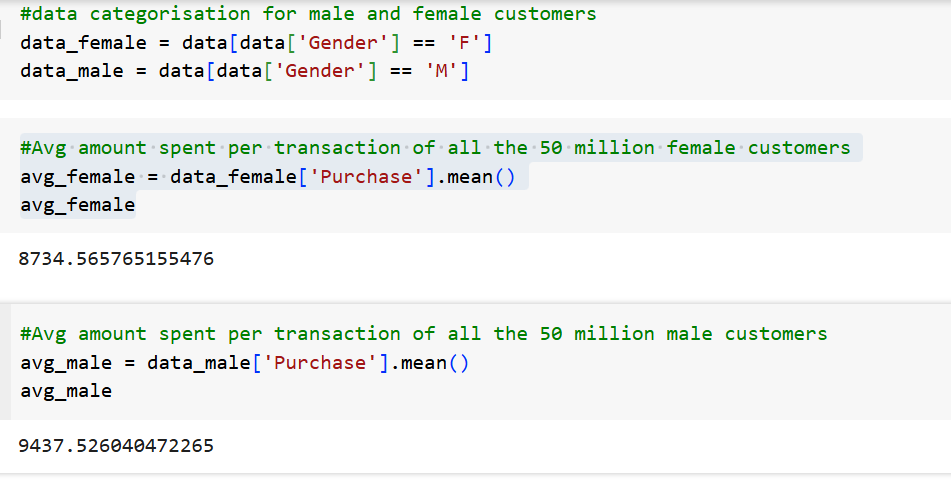 #data categorisation for male and female customers
data_female = data[data['Gender'] == 'F']
data_male = data[data['Gender'] == 'M']
#Avg amount spent per transaction of all the 50 million female customers
avg_female = data_female['Purchase'].mean()
avg_female
8734.565765155476
#Avg amount spent per transaction of all the 50 million male customers
avg_male = data_male['Purchase'].mean()
avg_male
9437.526040472265